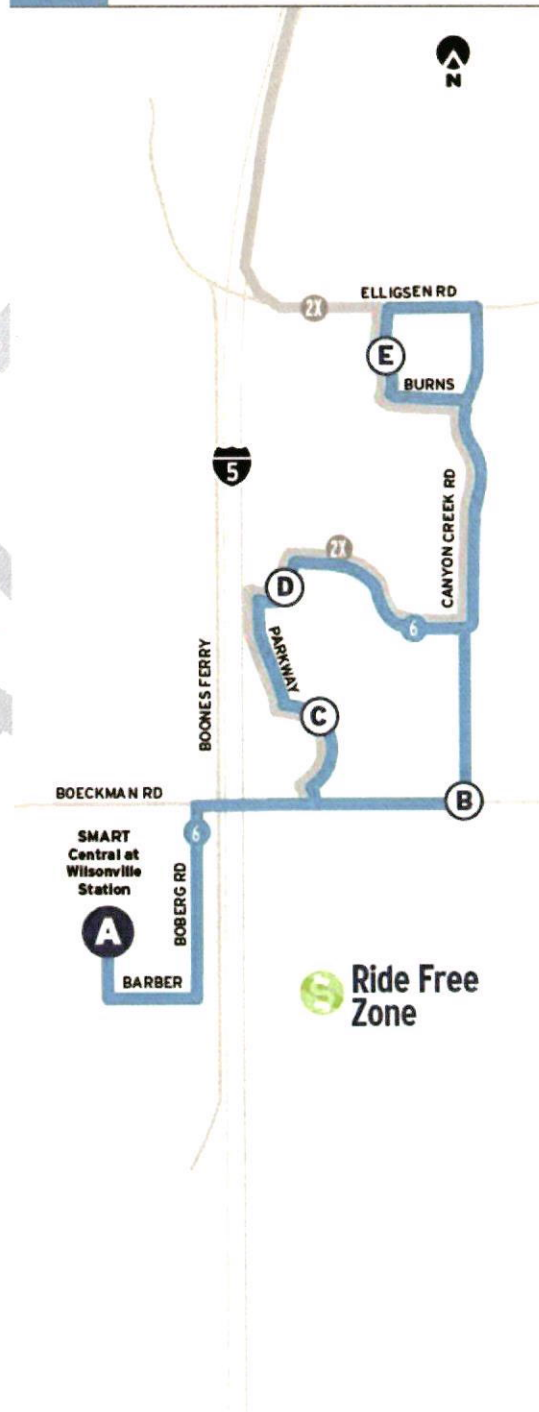 N
ELLIGSEN RD
2X
E
BURNS
5
CANYON CREEK RD
2X
D
6
PARKWAY
C
BOONES FERRY
BOECKMAN RD
B
SMART
Central at
Wilsonville
Station
6
BOBERG RD
A
BARBER
S Ride Free
Zone